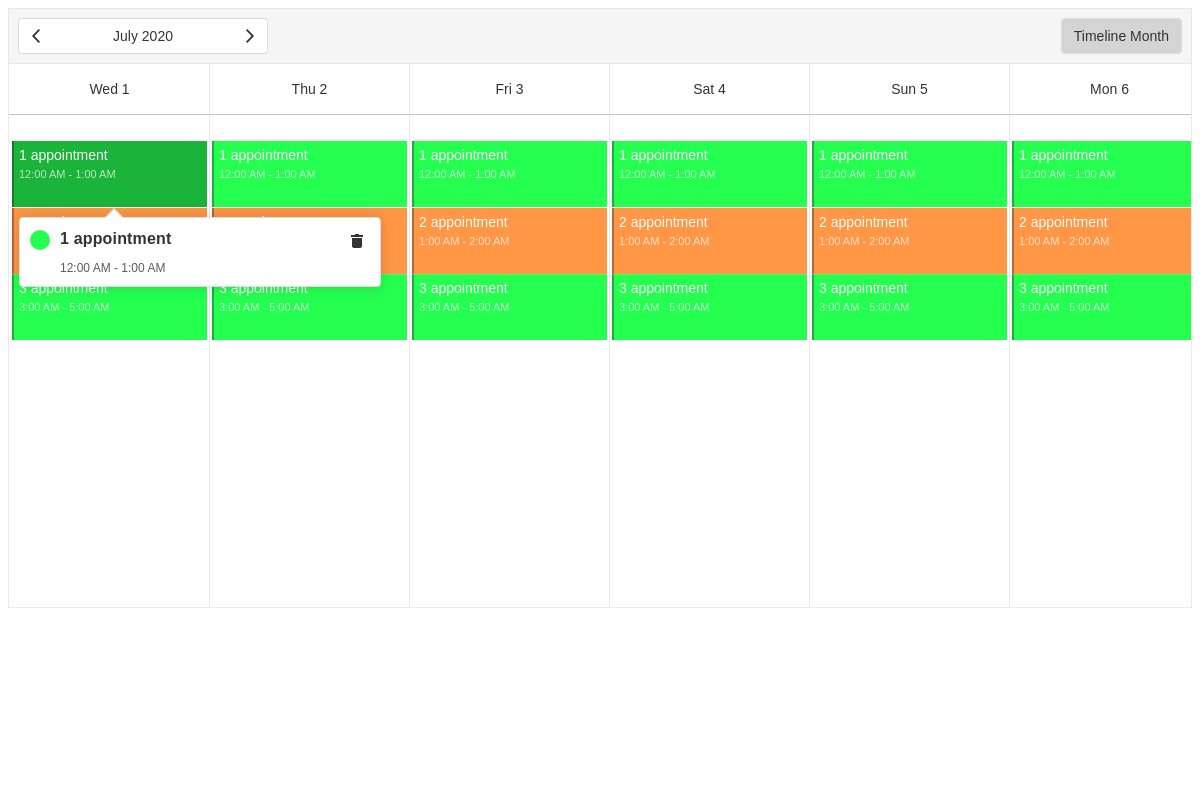 July 2020
Timeline Month
Wed 1
Thu 2
Fri 3
Sat 4
Sun 5
Mon 6
1 appointment
12:00 AM - 1:00 AM
1 appointment
12:00 AM - 1:00 AM
1 appointment
12:00 AM - 1:00 AM
1 appointment
12:00 AM - 1:00 AM
1 appointment
12:00 AM - 1:00 AM
1 appointment
12:00 AM - 1:00 AM
1 appointment
12:00 AM - 1:00 AM
2 appointment
1:00 AM - 2:00 AM
2 appointment
1:00 AM - 2:00 AM
2 appointment
1:00 AM - 2:00 AM
2 appointment
1:00 AM - 2:00 AM
3 appointment
3:00 AM - 5:00 AM
3 appointment
3:00 AM - 5:00 AM
3 appointment
3:00 AM - 5:00 AM
3 appointment
3:00 AM - 5:00 AM
3 appointment
3:00 AM - 5:00 AM
3 appointment
3:00 AM - 5:00 AM